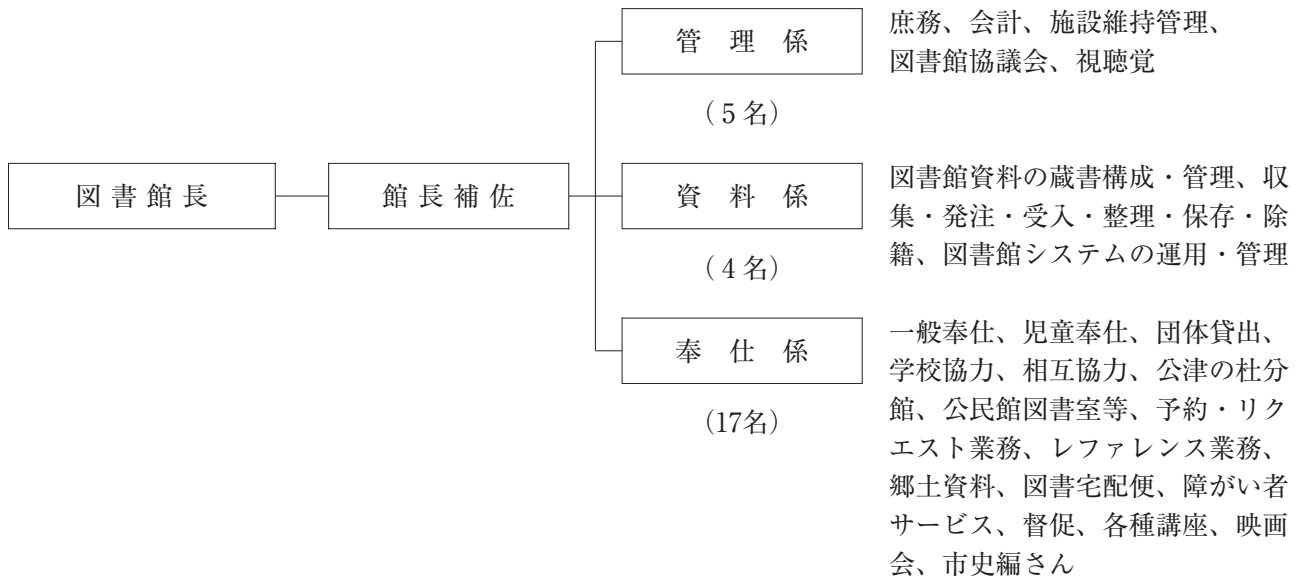 管理係
庶務、会計、施設維持管理、
図書館協議会、視聴覚
（5名）
図書館長
館長補佐
資料係
図書館資料の蔵書構成・管理、収
集・発注・受入・整理・保存・除
籍、図書館システムの運用・管理
（4名）
奉仕係
一般奉仕、児童奉仕、団体貸出、
学校協力、相互協力、公津の杜分
館、公民館図書室等、予約・リク
エスト業務、レファレンス業務、
郷土資料、図書宅配便、障がい者
サービス、督促、各種講座、映画
会、市史編さん
（17名）